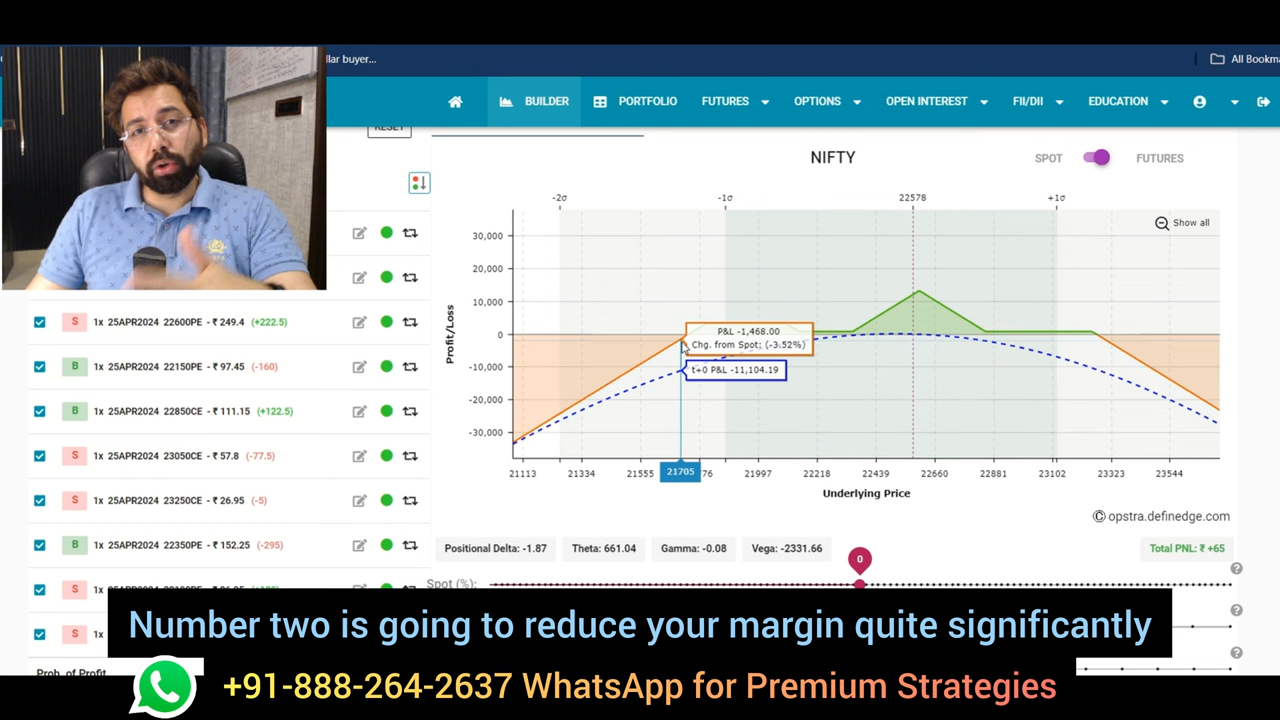 llar buyer...
All Bookma
BUILDER
PORTFOLIO
FUTURES
OPTIONS
OPEN INTEREST
FII/DII
EDUCATION
RESET
NIFTY
SPOT
FUTURES
-2σ
-1σ
22578
+1σ
Show all
30,000
20,000
10,000
0
-10,000
-20,000
-30,000
Profit/Loss
P&L -1,468.00
Chg. from Spot: (-3.52%)
t+0 P&L -11,104.19
21113
21334
21555
21705
76
21997
22218
22439
22660
22881
23102
21323
23544
Underlying Price
© opstra.definedge.com
S 1x 25APR2024 22600PE - ₹ 249.4 (+222.5)
B 1x 25APR2024 22150PE - ₹ 97.45 (-160)
B 1x 25APR2024 22850CE - ₹ 111.15 (+122.5)
S 1x 25APR2024 23050CE - ₹ 57.8 (-77.5)
S 1x 25APR2024 23250CE - ₹ 26.95 (-5)
B 1x 25APR2024 22350PE - ₹ 152.25 (-295)
S 1x
S 1x
Positional Delta: -1.87
Theta: 661.04
Gamma: -0.08
Vega: -2331.66
Total PNL: ₹ +65
0
Spot (%):
Number two is going to reduce your margin quite significantly
Prob. of Profit
+91-888-264-2637 WhatsApp for Premium Strategies